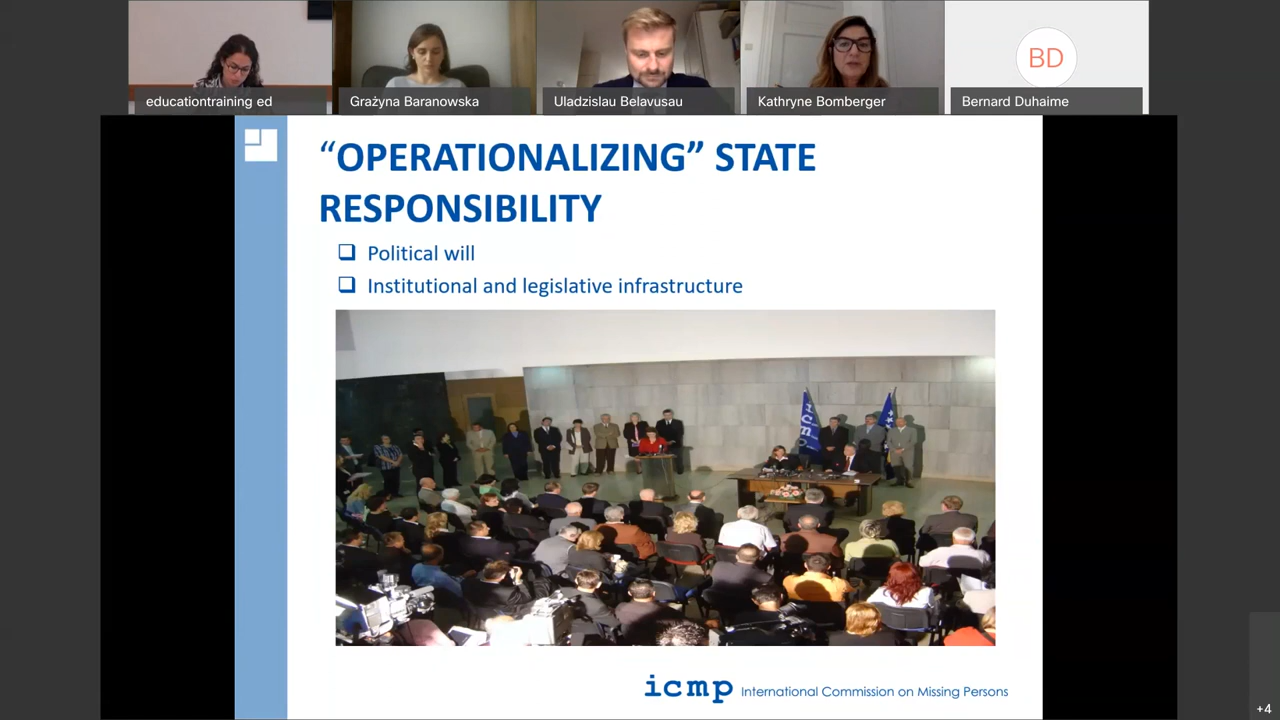 educationtraining ed
Grażyna Baranowska
Uladzislau Belavusau
Kathryne Bomberger
BD
Bernard Duhaime
“OPERATIONALIZING” STATE
RESPONSIBILITY
Political will
Institutional and legislative infrastructure
icmp International Commission on Missing Persons
+4